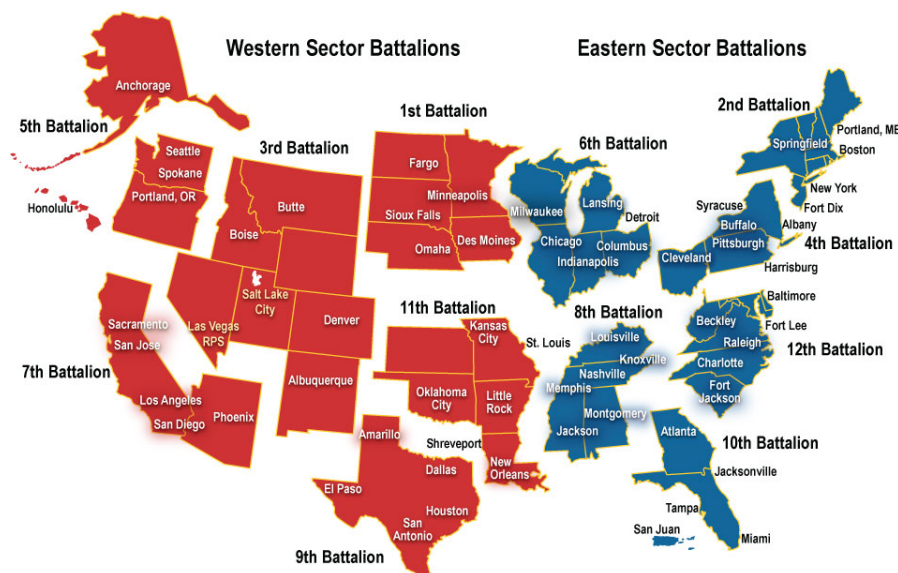 Western Sector Battalions
Eastern Sector Battalions
5th Battalion
Anchorage
Seattle
Spokane
Portland, OR
Honolulu
3rd Battalion
Butte
Boise
Salt Lake
City
Las Vegas
RPS
Denver
Albuquerque
1st Battalion
Fargo
Minneapolis
Sioux Falls
Omaha
Des Moines
7th Battalion
Sacramento
San Jose
Los Angeles
San Diego
Phoenix
11th Battalion
Kansas
City
St. Louis
Oklahoma
City
Little
Rock
Shreveport
New
Orleans
9th Battalion
Amarillo
Dallas
El Paso
Houston
San
Antonio
6th Battalion
Milwaukee
Lansing
Detroit
Chicago
Columbus
Indianapolis
2nd Battalion
Portland, ME
Springfield
Boston
New York
Fort Dix
4th Battalion
Syracuse
Buffalo
Albany
Pittsburgh
Cleveland
Harrisburg
8th Battalion
Louisville
Knoxville
Nashville
Memphis
Montgomery
Jackson
12th Battalion
Baltimore
Beckley
Fort Lee
Raleigh
Charlotte
Fort
Jackson
10th Battalion
Atlanta
Jacksonville
Tampa
San Juan
Miami